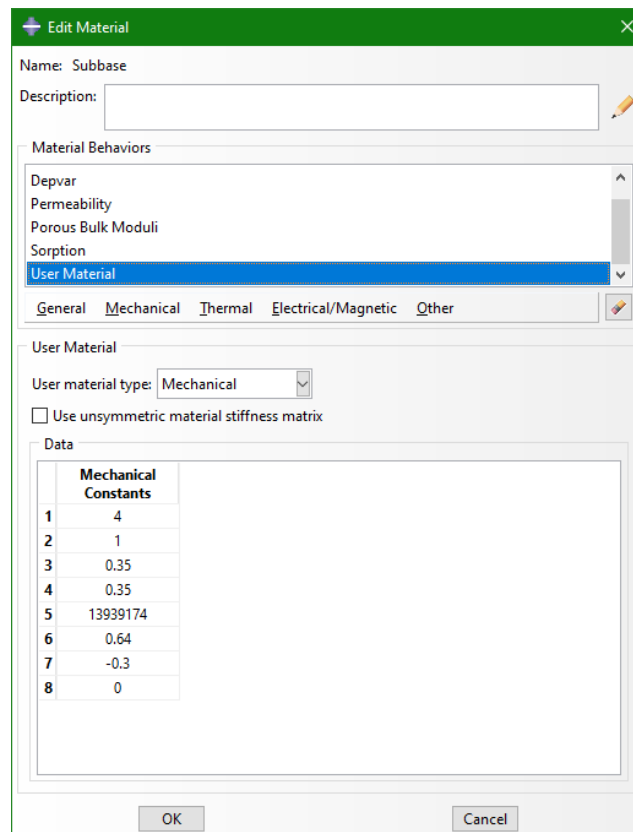 Edit Material
Name: Subbase
Description:
Material Behaviors
Depvar
Permeability
Porous Bulk Moduli
Sorption
User Material
General Mechanical Thermal Electrical/Magnetic Other
User Material
User material type: Mechanical
Use unsymmetric material stiffness matrix
Data
Mechanical
Constants
1 4
2 1
3 0.35
4 0.35
5 13939174
6 0.64
7 -0.3
8 0
OK Cancel